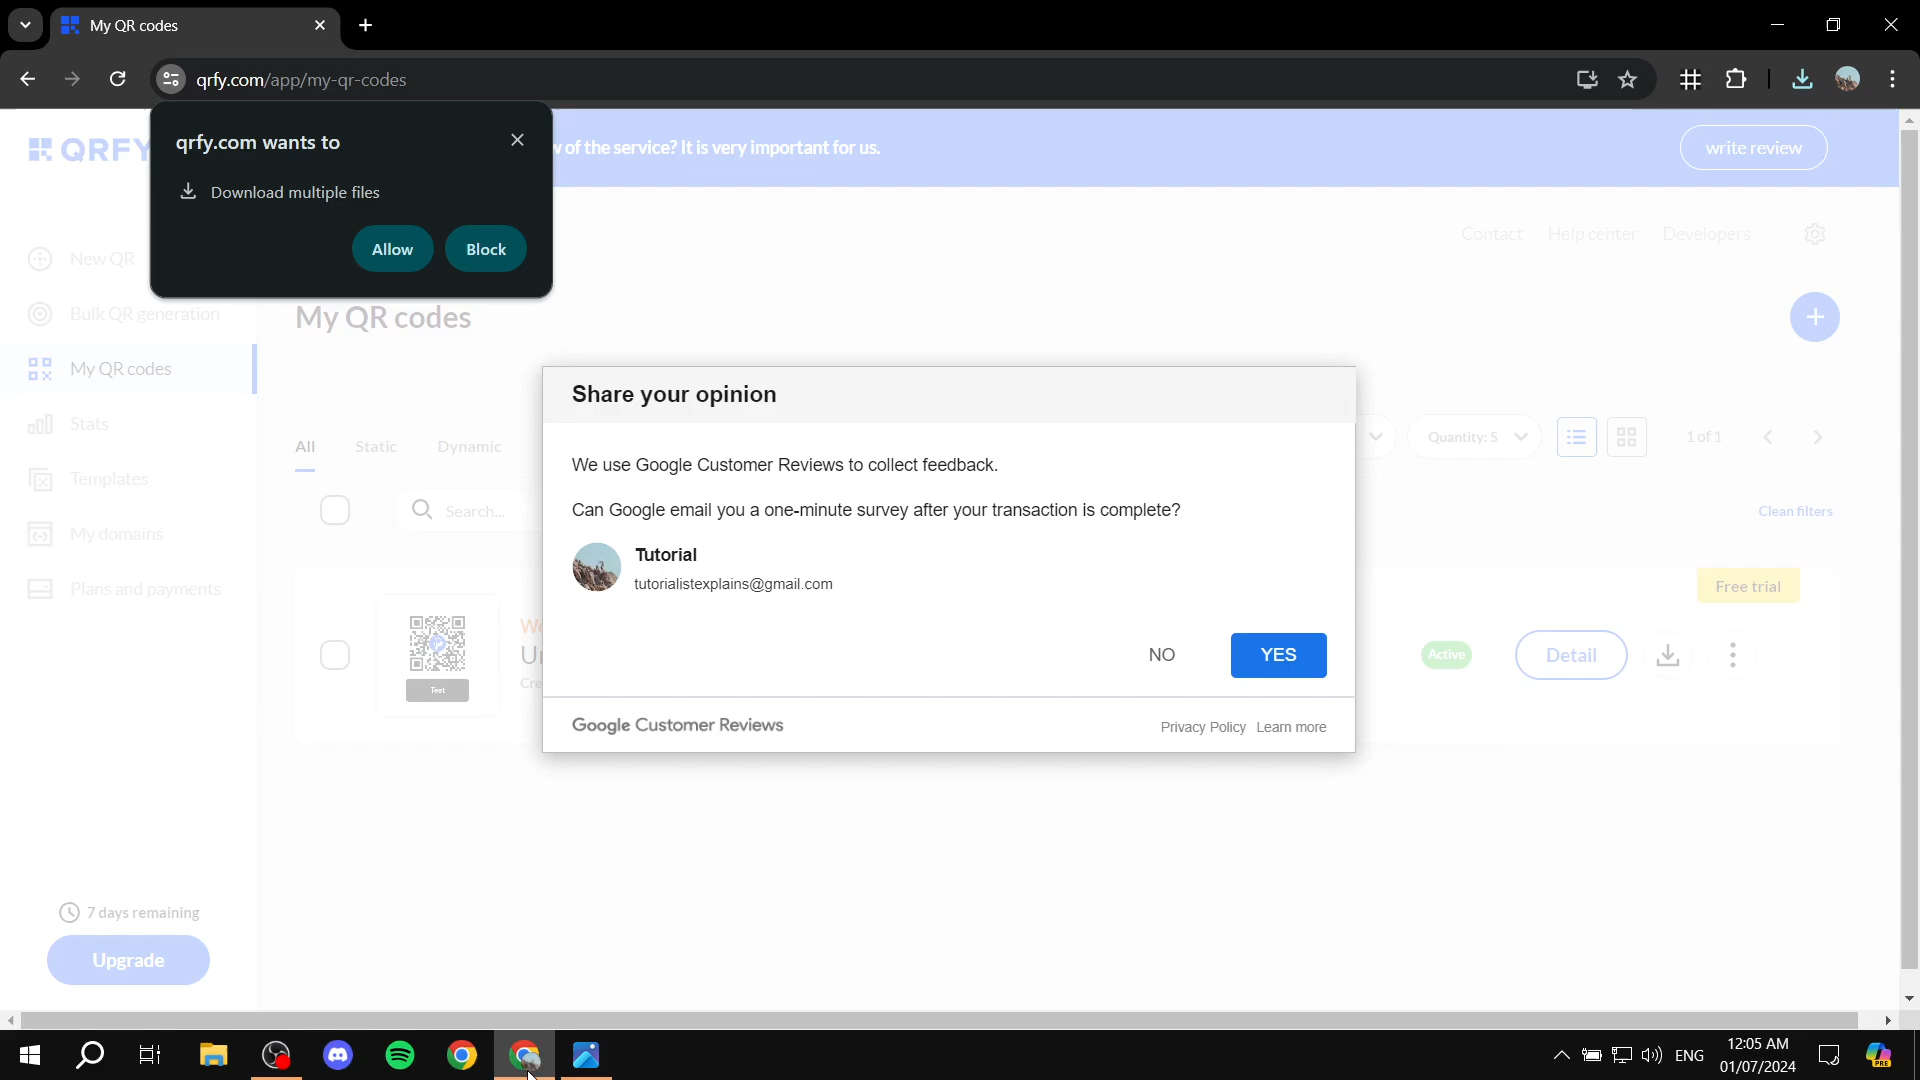 My QR codes
qrfy.com/app/my-qr-codes
qrfy.com wants to
Download multiple files
Allow
Block
QRFY
of the service? It is very important for us.
write review
Contact
Help center
Developers
New QR
Bulk QR generation
My QR codes
Stats
Templates
My domains
Plans and payments
7 days remaining
Upgrade
My QR codes
All
Static
Dynamic
Quantity: 5
1 of 1
Search...
Clean filters
Free trial
Test
Active
Detail
Share your opinion
We use Google Customer Reviews to collect feedback.
Can Google email you a one-minute survey after your transaction is complete?
Tutorial
tutorialistexplains@gmail.com
NO
YES
Google Customer Reviews
Privacy Policy
Learn more
ENG
12:05 AM
01/07/2024
PRE